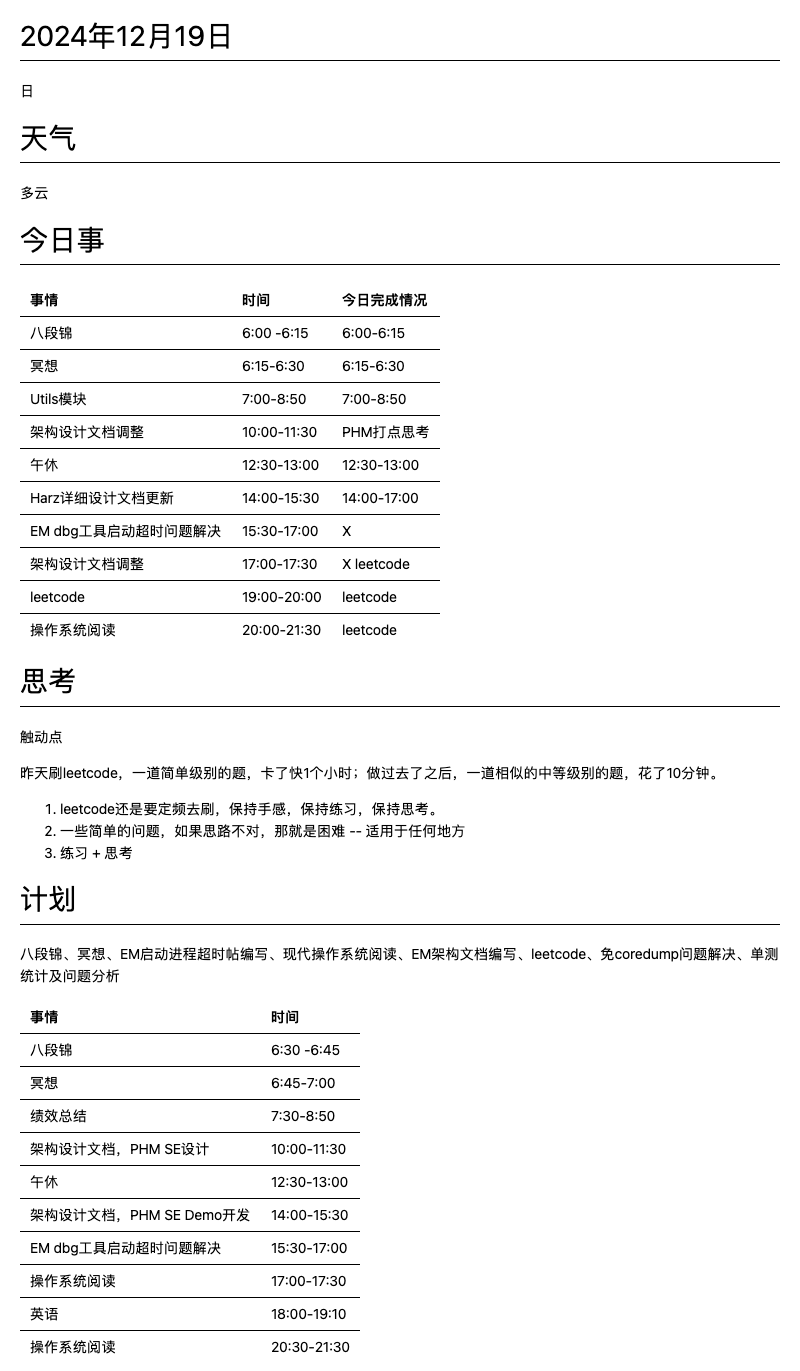 2024年12月19日
日
天气
多云
今日事
事情 时间 今日完成情况
八段锦 6:00 -6:15 6:00-6:15
冥想 6:15-6:30 6:15-6:30
Utils模块 7:00-8:50 7:00-8:50
架构设计文档调整 10:00-11:30 PHM打点思考
午休 12:30-13:00 12:30-13:00
Harz详细设计文档更新 14:00-15:30 14:00-17:00
EM dbg工具启动超时问题解决 15:30-17:00 X
架构设计文档调整 17:00-17:30 X leetcode
leetcode 19:00-20:00 leetcode
操作系统阅读 20:00-21:30 leetcode
思考
触动点
昨天刷leetcode，一道简单级别的题，卡了快1个小时；做过去了之后，一道相似的中等级别的题，花了10分钟。
1. leetcode还是要定频去刷，保持手感，保持练习，保持思考。
2. 一些简单的问题，如果思路不对，那就是困难 -- 适用于任何地方
3. 练习 + 思考
计划
八段锦、冥想、EM启动进程超时帖编写、现代操作系统阅读、EM架构文档编写、leetcode、免coredump问题解决、单测
统计及问题分析
事情 时间
八段锦 6:30 -6:45
冥想 6:45-7:00
绩效总结 7:30-8:50
架构设计文档，PHM SE设计 10:00-11:30
午休 12:30-13:00
架构设计文档，PHM SE Demo开发 14:00-15:30
EM dbg工具启动超时问题解决 15:30-17:00
操作系统阅读 17:00-17:30
英语 18:00-19:10
操作系统阅读 20:30-21:30